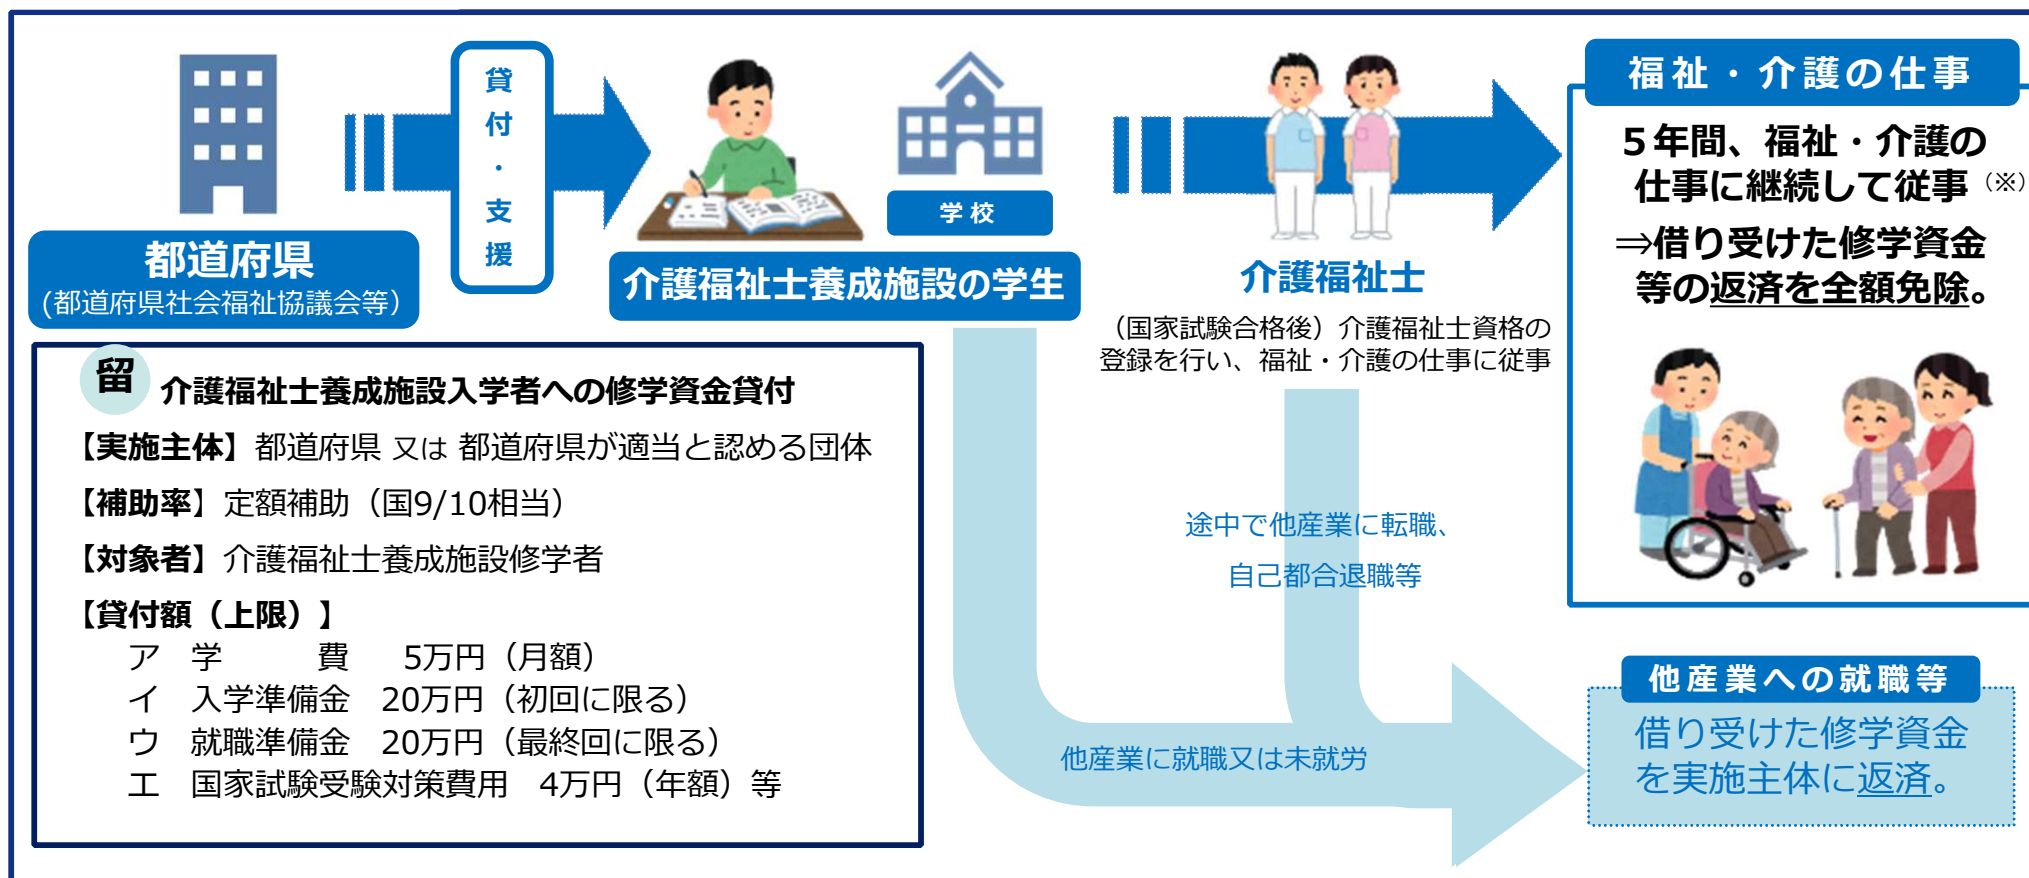 貸付・支援
都道府県
(都道府県社会福祉協議会等)
学校
介護福祉士養成施設の学生
介護福祉士
（国家試験合格後）介護福祉士資格の
登録を行い、福祉・介護の仕事に従事
福祉・介護の仕事
５年間、福祉・介護の
仕事に継続して従事（※）
⇒借り受けた修学資金
等の返済を全額免除。
留
介護福祉士養成施設入学者への修学資金貸付
【実施主体】都道府県 又は 都道府県が適当と認める団体
【補助率】定額補助（国9/10相当）
【対象者】介護福祉士養成施設修学者
【貸付額（上限）】
ア　学　　　費　 5万円（月額）
イ　入学準備金　20万円（初回に限る）
ウ　就職準備金　20万円（最終回に限る）
エ　国家試験受験対策費用　4万円（年額）等
途中で他産業に転職、
自己都合退職等
他産業に就職又は未就労
他産業への就職等
借り受けた修学資金
を実施主体に返済。